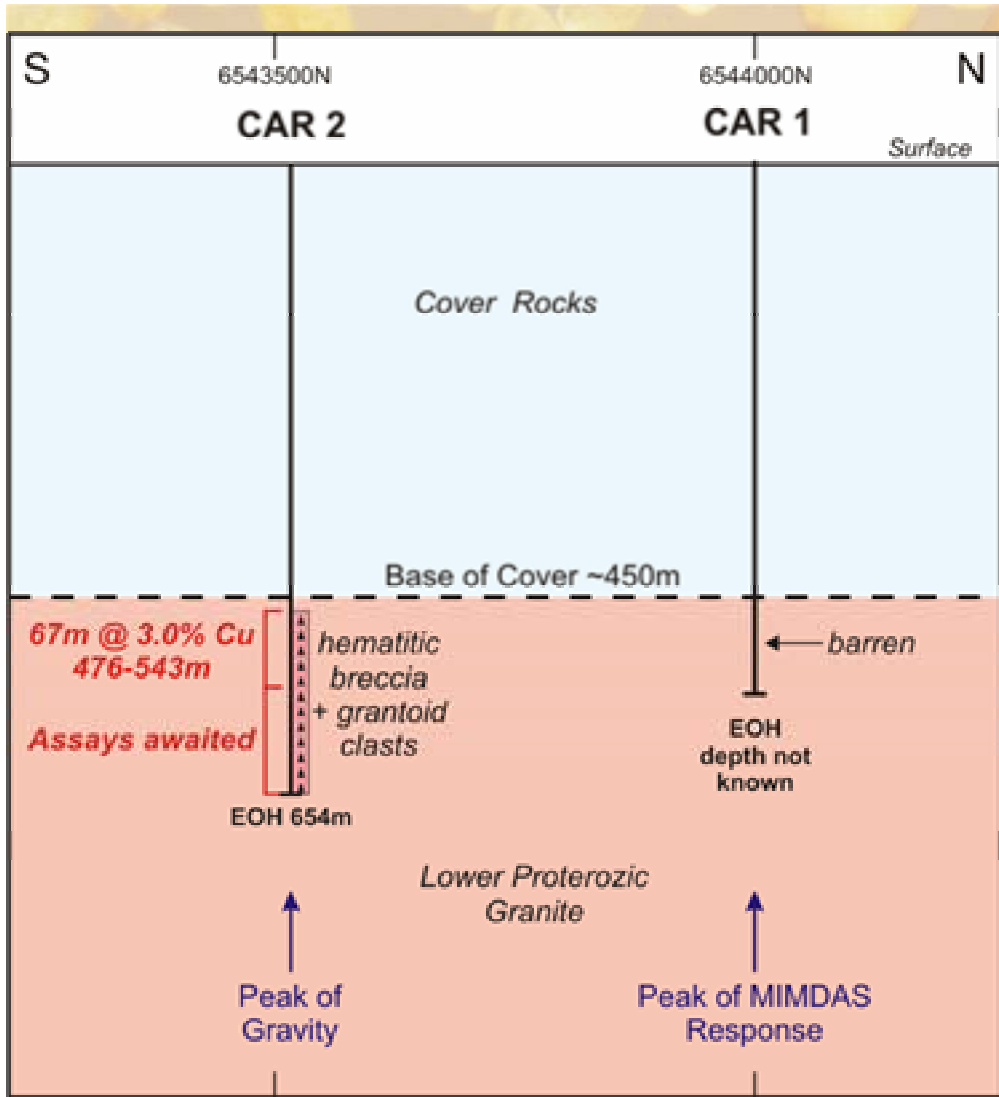 S
6543500N
6544000N
N
CAR 2
CAR 1
Surface
Cover Rocks
Base of Cover ~450m
67m @ 3.0% Cu
476-543m
Assays awaited
hematitic
breccia
+ grantoid
clasts
barren
EOH
depth not
known
EOH 654m
Lower Proterozic
Granite
Peak of
Gravity
Peak of MIMDAS
Response